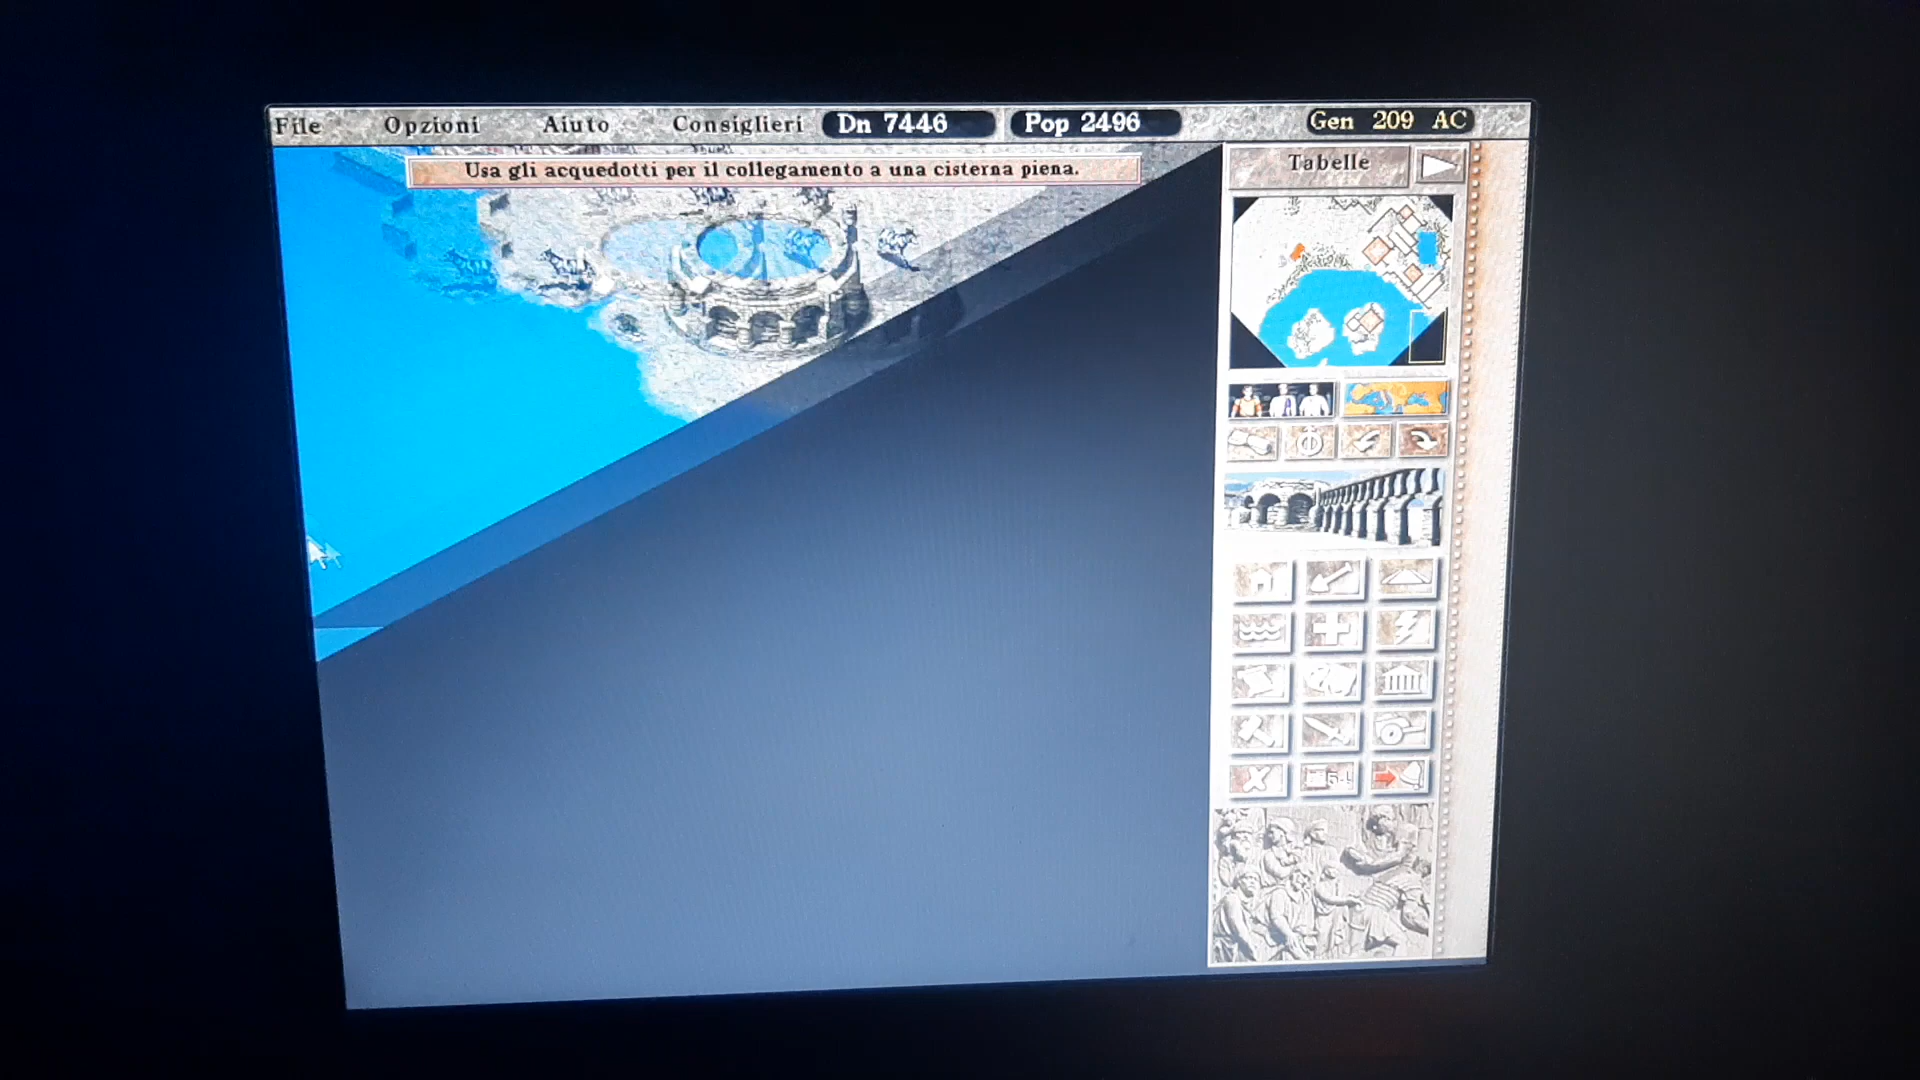 File Opzioni Aiuto Consiglieri Dn 7446 Pop 2496 Gen 209 AC
Usa gli acquedotti per il collegamento a una cisterna piena.
Tabelle